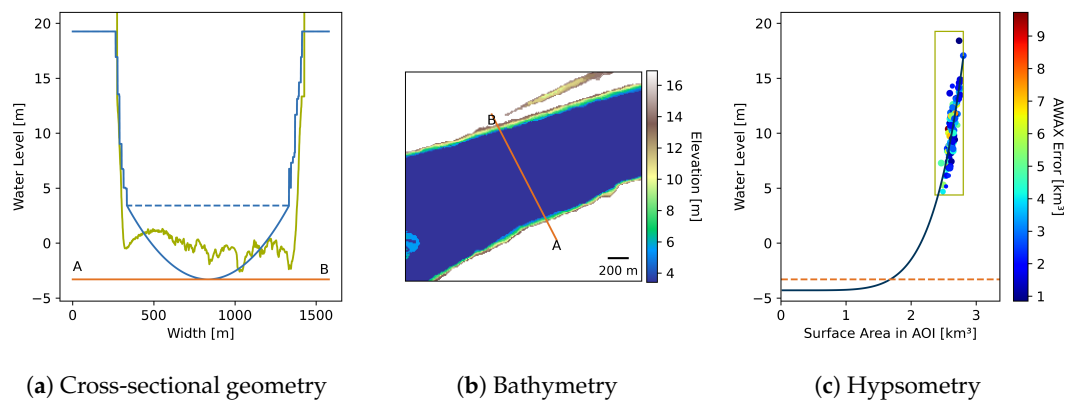 20
15
10
5
0
−5
Water Level [m]
A
B
0
500
1000
1500
Width [m]
B
A
200 m
16
14
12
10
8
6
4
Elevation [m]
20
15
10
5
0
−5
Water Level [m]
0
1
2
3
Surface Area in AOI [km²]
9
8
7
6
5
4
3
2
1
AWAX Error [km³]
(a) Cross-sectional geometry
(b) Bathymetry
(c) Hypsometry